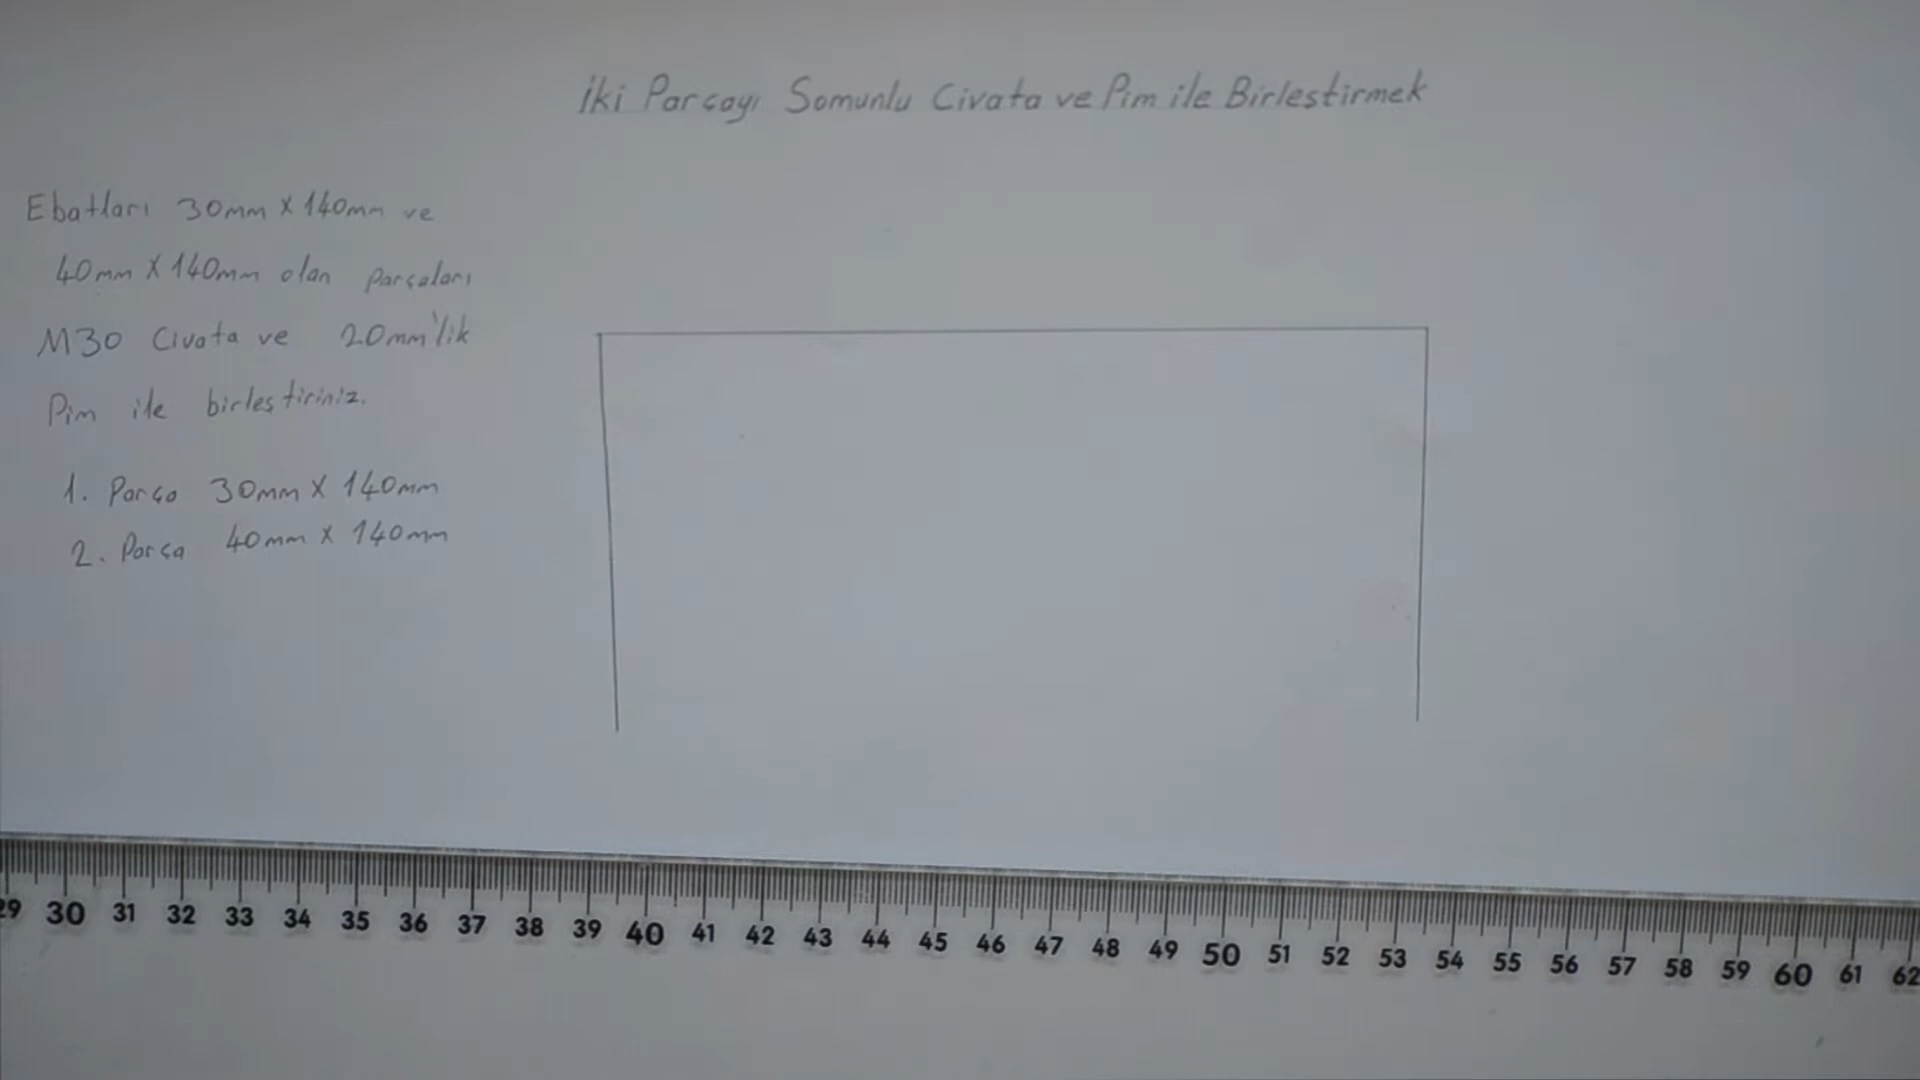 İki Parçayı Somunlu Civata ve Pim ile Birleştirmek
Ebatları 30mm X 140mm ve
40mm X 140mm olan parçaları
M30 Civata ve 20mm'lik
Pim ile birleştiriniz.
1. Parça 30mm X 140mm
2. Parça 40mm X 140mm
29 30 31 32 33 34 35 36 37 38 39 40 41 42 43 44 45 46 47 48 49 50 51 52 53 54 55 56 57 58 59 60 61 62